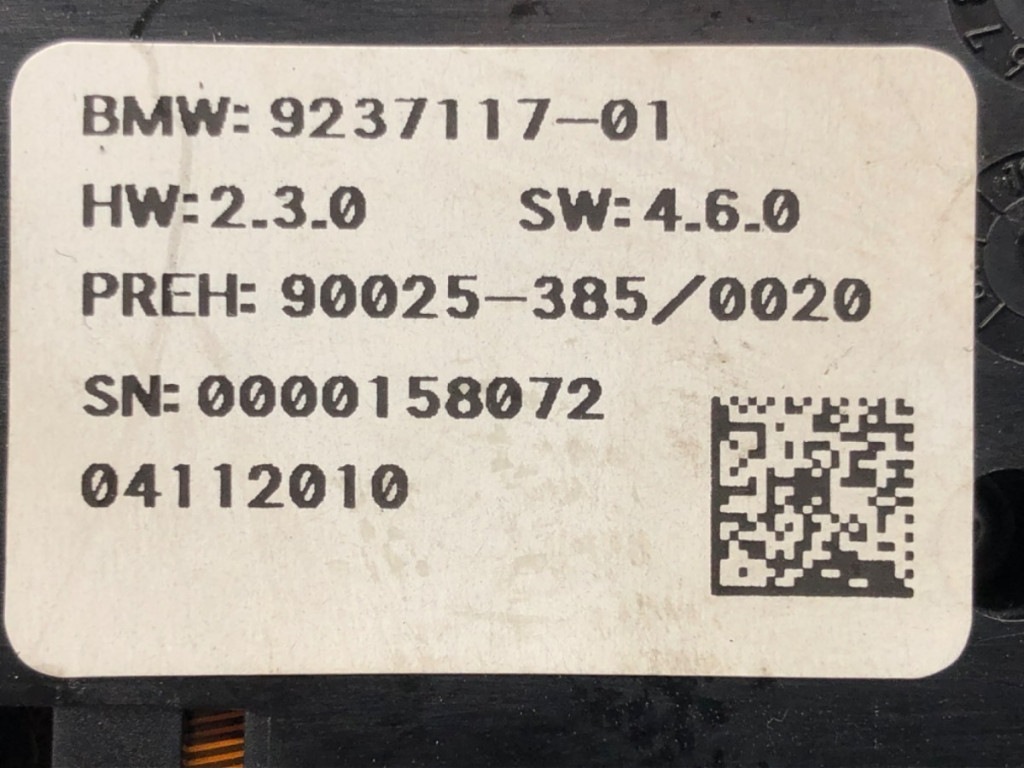 BMW: 9237117-01
HW: 2.3.0 SW: 4.6.0
PREH: 90025-385/0020
SN: 0000158072
04112010